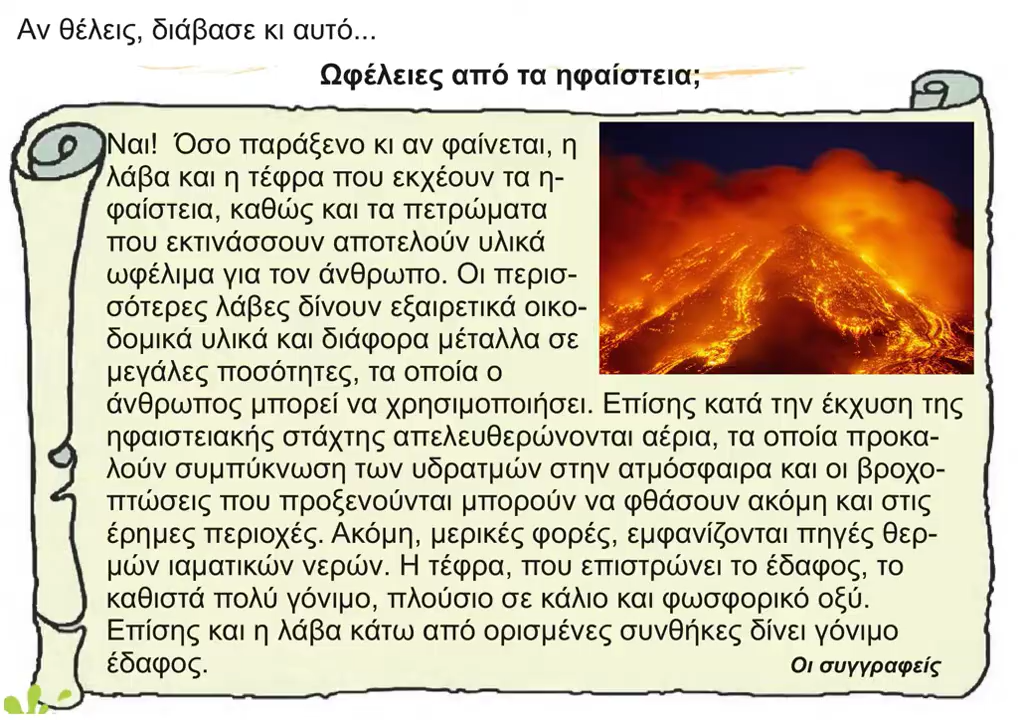 Αν θέλεις, διάβασε κι αυτό...
Ωφέλειες από τα ηφαίστεια;
Ναι!  Όσο παράξενο κι αν φαίνεται, η
λάβα και η τέφρα που εκχέουν τα η-
φαίστεια, καθώς και τα πετρώματα
που εκτινάσσουν αποτελούν υλικά
ωφέλιμα για τον άνθρωπο. Οι περισ-
σότερες λάβες δίνουν εξαιρετικά οικο-
δομικά υλικά και διάφορα μέταλλα σε
μεγάλες ποσότητες, τα οποία ο
άνθρωπος μπορεί να χρησιμοποιήσει. Επίσης κατά την έκχυση της
ηφαιστειακής στάχτης απελευθερώνονται αέρια, τα οποία προκα-
λούν συμπύκνωση των υδρατμών στην ατμόσφαιρα και οι βροχο-
πτώσεις που προξενούνται μπορούν να φθάσουν ακόμη και στις
έρημες περιοχές. Ακόμη, μερικές φορές, εμφανίζονται πηγές θερ-
μών ιαματικών νερών. Η τέφρα, που επιστρώνει το έδαφος, το
καθιστά πολύ γόνιμο, πλούσιο σε κάλιο και φωσφορικό οξύ.
Επίσης και η λάβα κάτω από ορισμένες συνθήκες δίνει γόνιμο
έδαφος.
Οι συγγραφείς